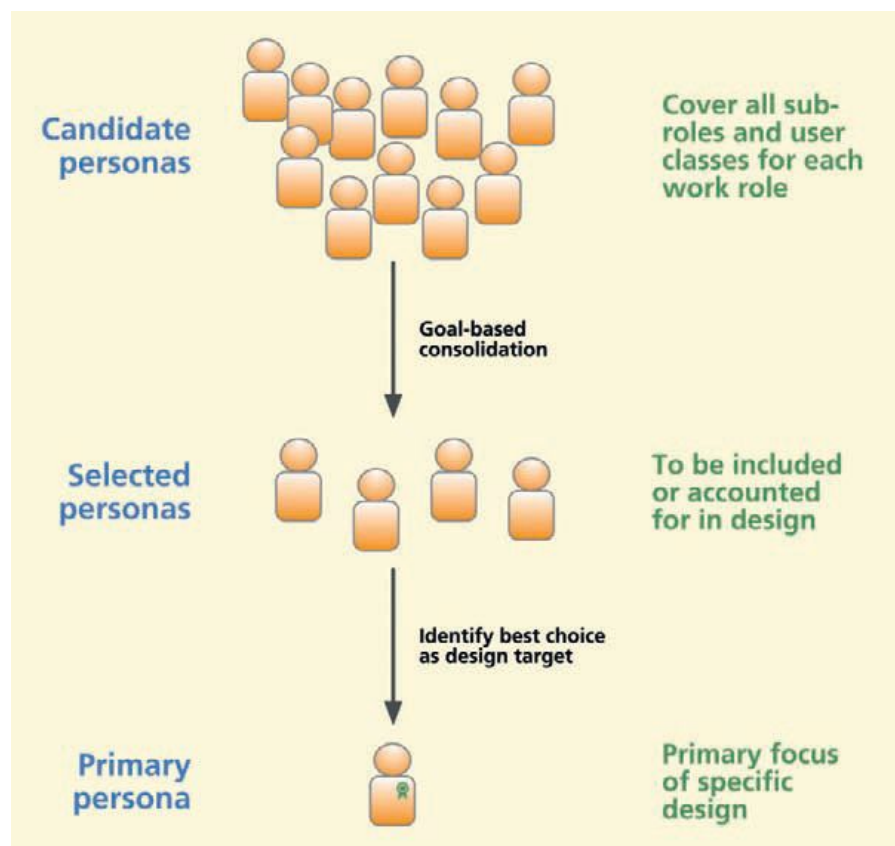 Candidate
personas
Cover all sub-
roles and user
classes for each
work role
Goal-based
consolidation
Selected
personas
To be included
or accounted
for in design
Identify best choice
as design target
Primary
persona
Primary focus
of specific
design